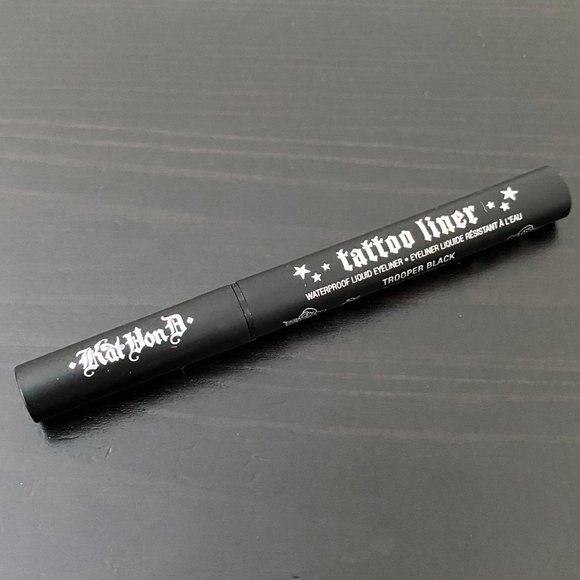 Kat Von D
tattoo liner
WATERPROOF LIQUID EYELINER • EYELINER LIQUIDE RÉSISTANT À L'EAU
TROOPER BLACK